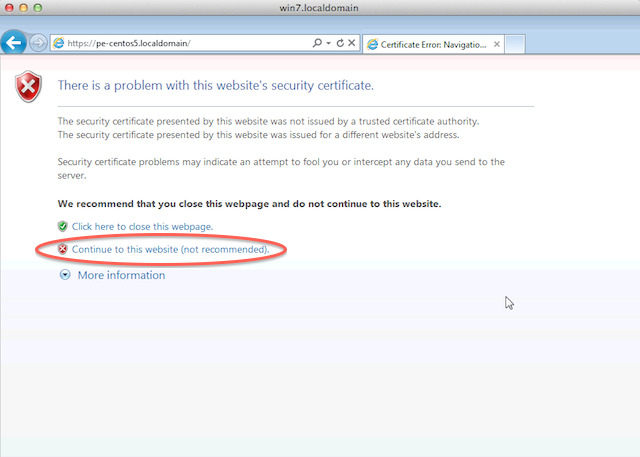 win7.localdomain
https://pe-centos5.localdomain/
Certificate Error: Navigatio...
There is a problem with this website's security certificate.
The security certificate presented by this website was not issued by a trusted certificate authority.
The security certificate presented by this website was issued for a different website's address.
Security certificate problems may indicate an attempt to fool you or intercept any data you send to the
server.
We recommend that you close this webpage and do not continue to this website.
Click here to close this webpage.
Continue to this website (not recommended).
More information